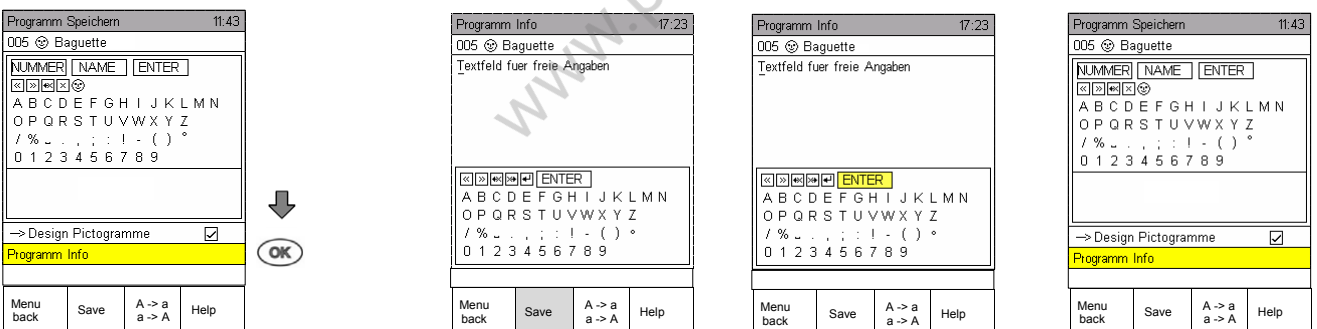 Programm Speichern 11:43
005 Baguette
NUMMER NAME ENTER
A B C D E F G H I J K L M N
O P Q R S T U V W X Y Z
/ % ⌣ . , ; : ! - ( ) °
0 1 2 3 4 5 6 7 8 9
--> Design Pictogramme
Programm Info
Menu back Save A -> a a -> A Help
OK
Programm Info 17:23
005 Baguette
Textfeld fuer freie Angaben
ENTER
A B C D E F G H I J K L M N
O P Q R S T U V W X Y Z
/ % ⌣ . , ; : ! - ( ) °
0 1 2 3 4 5 6 7 8 9
Menu back Save A -> a a -> A Help
www.p
Programm Info 17:23
005 Baguette
Textfeld fuer freie Angaben
ENTER
A B C D E F G H I J K L M N
O P Q R S T U V W X Y Z
/ % ⌣ . , ; : ! - ( ) °
0 1 2 3 4 5 6 7 8 9
Menu back Save A -> a a -> A Help
Programm Speichern 11:43
005 Baguette
NUMMER NAME ENTER
A B C D E F G H I J K L M N
O P Q R S T U V W X Y Z
/ % ⌣ . , ; : ! - ( ) °
0 1 2 3 4 5 6 7 8 9
--> Design Pictogramme
Programm Info
Menu back Save A -> a a -> A Help